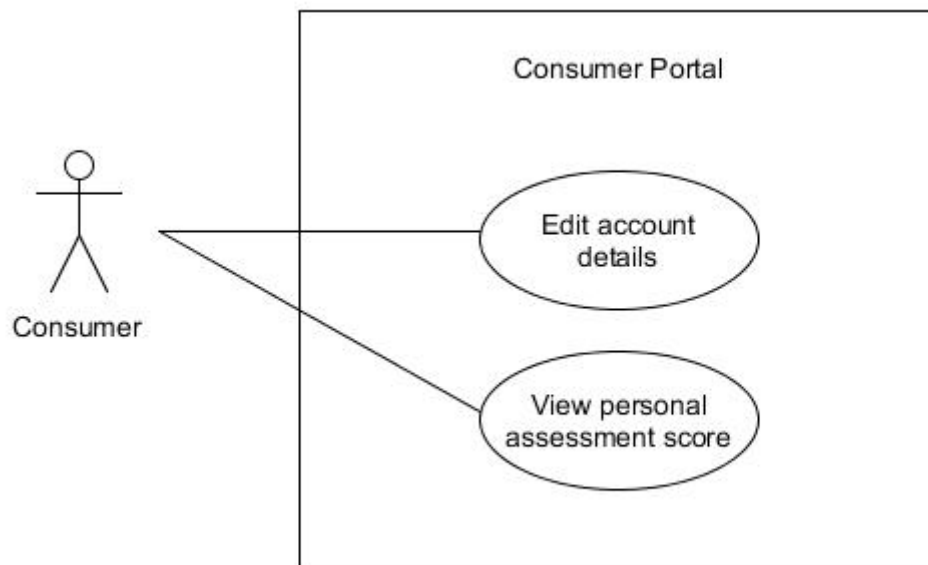 Consumer Portal
Edit account
details
Consumer
View personal
assessment score